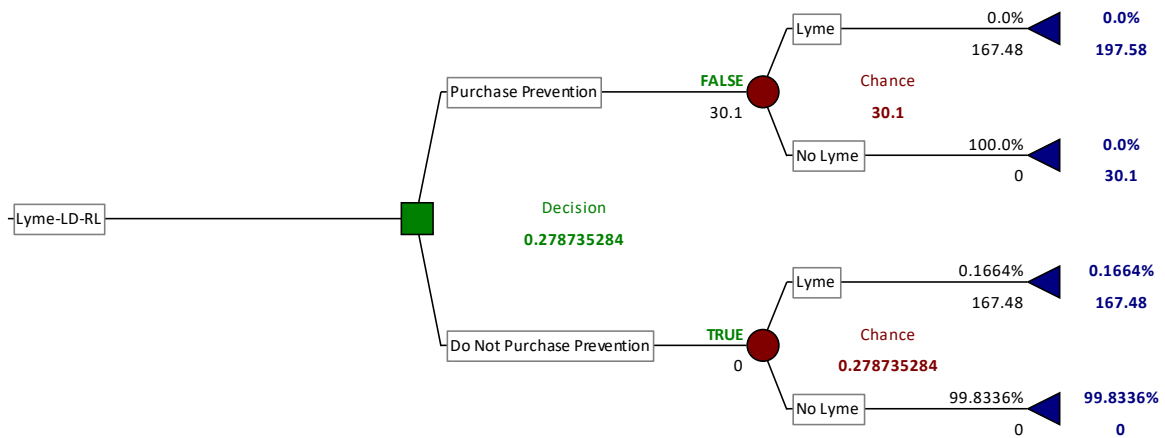 Lyme
0.0%
0.0%
167.48
197.58
Purchase Prevention
FALSE
Chance
30.1
30.1
No Lyme
100.0%
0.0%
0
30.1
Lyme-LD-RL
Decision
0.278735284
Lyme
0.1664%
0.1664%
167.48
167.48
Do Not Purchase Prevention
TRUE
Chance
0
0.278735284
No Lyme
99.8336%
99.8336%
0
0